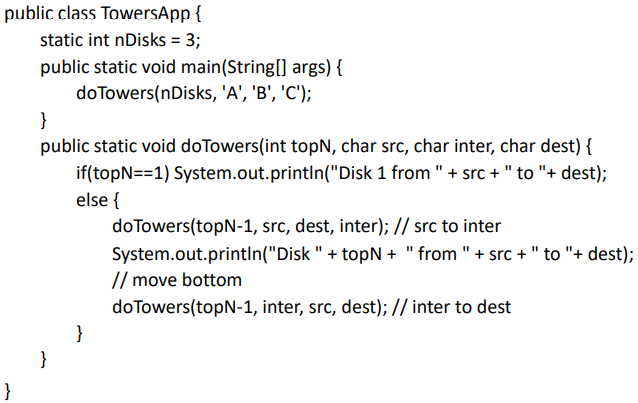 public class TowersApp {
static int nDisks = 3;
public static void main(String[] args) {
doTowers(nDisks, 'A', 'B', 'C');
}
public static void doTowers(int topN, char src, char inter, char dest) {
if(topN==1) System.out.println("Disk 1 from " + src + " to "+ dest);
else {
doTowers(topN-1, src, dest, inter); // src to inter
System.out.println("Disk " + topN +  " from " + src + " to "+ dest);
// move bottom
doTowers(topN-1, inter, src, dest); // inter to dest
}
}
}